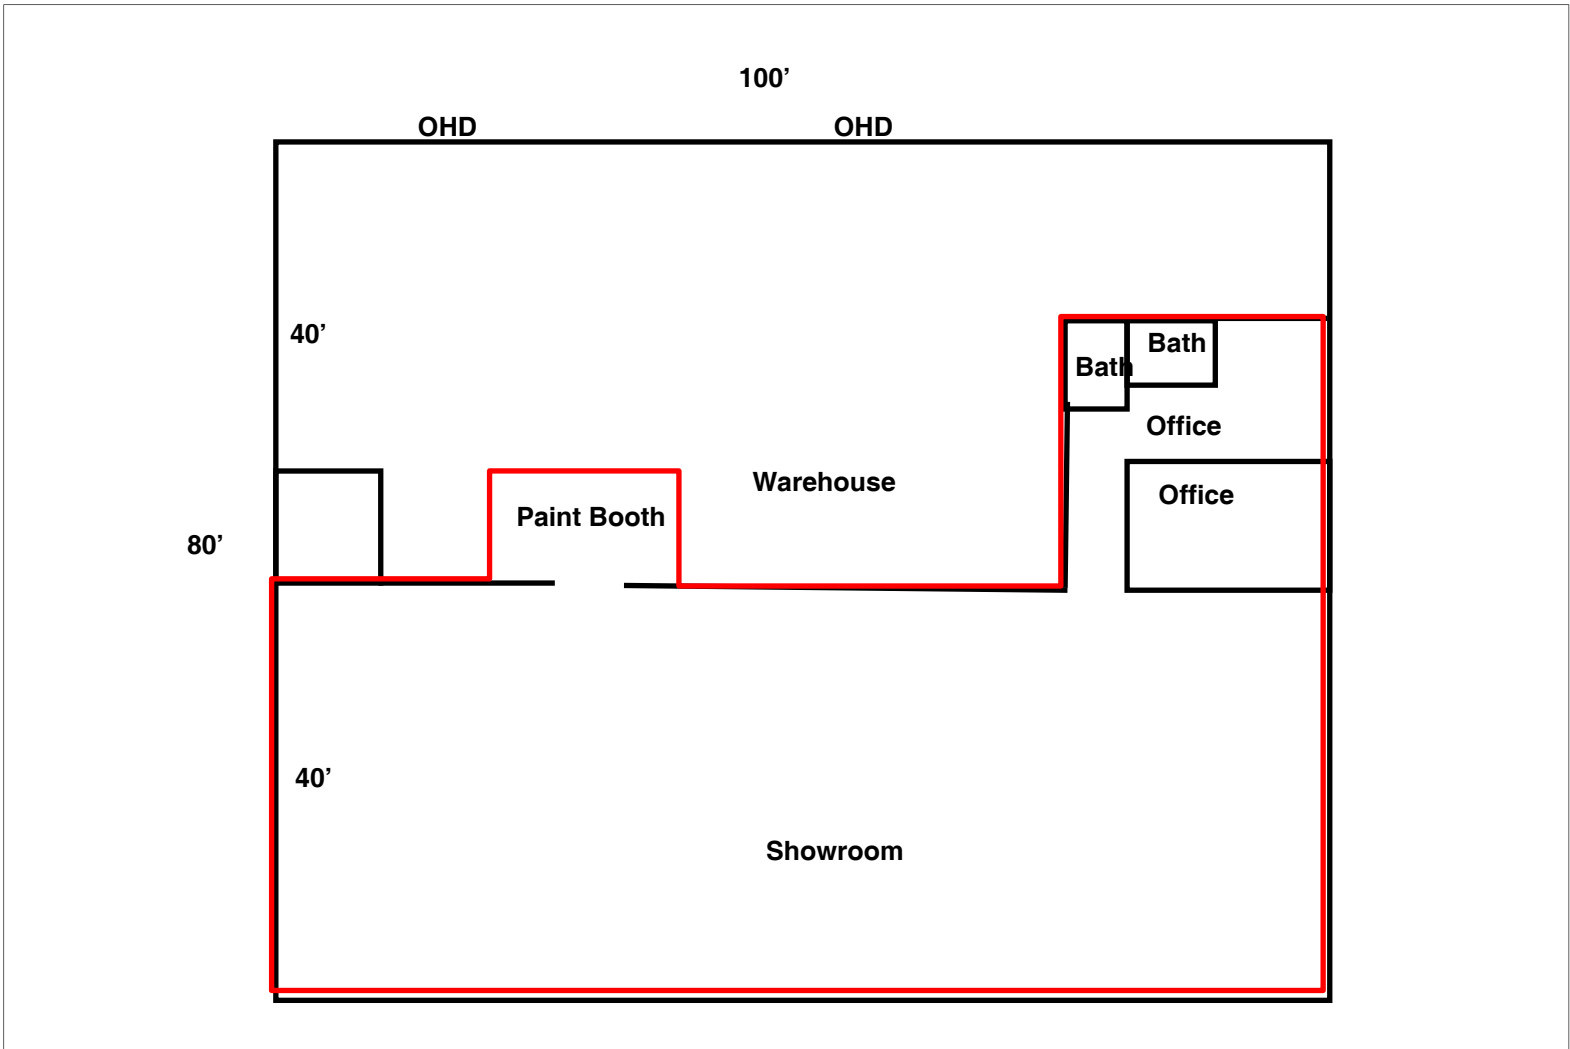 100’
OHD
OHD
40’
Bath
Bath
Office
Warehouse
Office
Paint Booth
80’
40’
Showroom